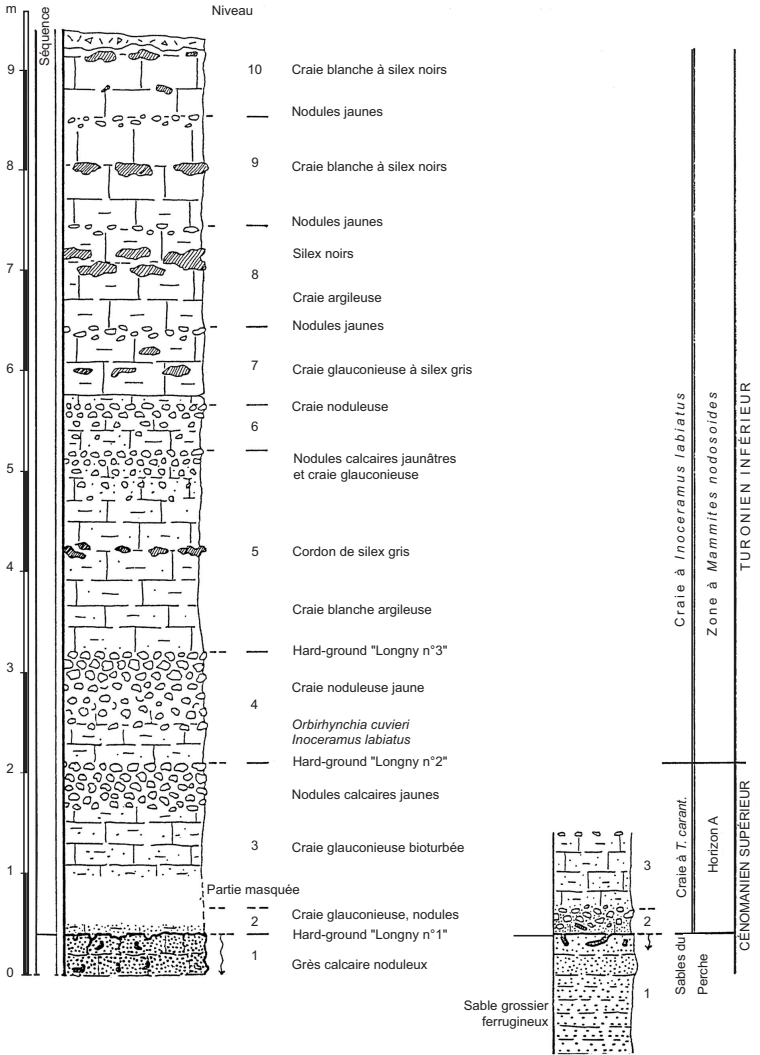 m
Séquence
Niveau
9
10 Craie blanche à silex noirs
Nodules jaunes
8
9 Craie blanche à silex noirs
Nodules jaunes
Silex noirs
7
8
Craie argileuse
Nodules jaunes
6
7 Craie glauconieuse à silex gris
Craie noduleuse
6
5
Nodules calcaires jaunâtres
et craie glauconieuse
4
5 Cordon de silex gris
Craie blanche argileuse
Hard-ground "Longny n°3"
3
Craie noduleuse jaune
4
Orbirhynchia cuvieri
Inoceramus labiatus
2
Hard-ground "Longny n°2"
Nodules calcaires jaunes
3 Craie glauconieuse bioturbée
1
Partie masquée
2 Craie glauconieuse, nodules
Hard-ground "Longny n°1"
1
Grès calcaire noduleux
0
3
2
1
Sable grossier
ferrugineux
Craie à Inoceramus labiatus
Zone à Mammites nodosoides
TURONIEN INFÉRIEUR
Craie à T. carant.
Horizon A
CÉNOMANIEN SUPÉRIEUR
Sables du
Perche